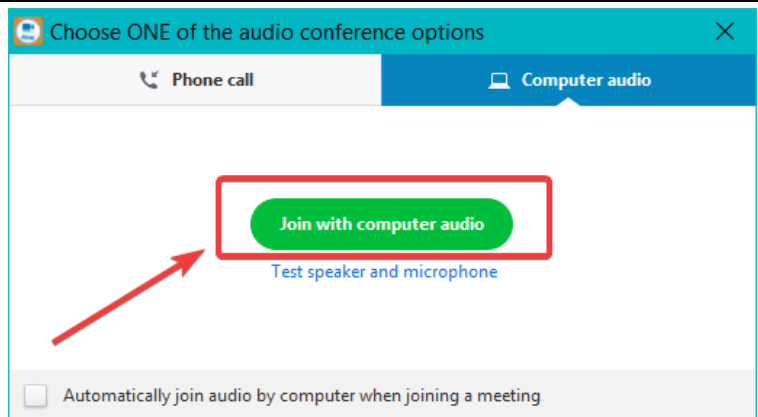 Choose ONE of the audio conference options
Phone call
Computer audio
Join with computer audio
Test speaker and microphone
Automatically join audio by computer when joining a meeting